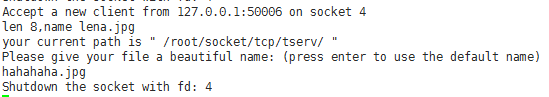 Accept a new client from 127.0.0.1:50006 on socket 4
len 8,name lena.jpg
your current path is " /root/socket/tcp/tserv/ "
Please give your file a beautiful name: (press enter to use the default name)
hahahaha.jpg
Shutdown the socket with fd: 4